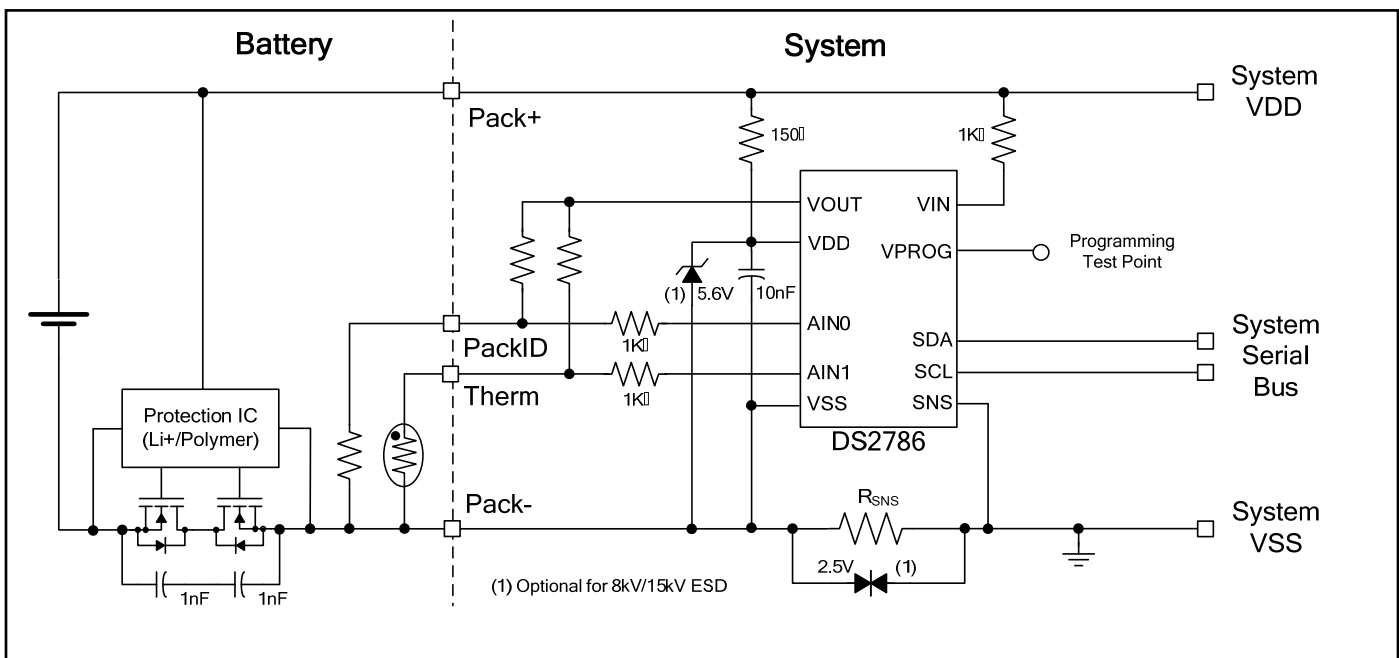 Battery
System
Pack+
System
VDD
150▯
1K▯
VOUT
VIN
VDD
VPROG
Programming
Test Point
(1)
5.6V
10nF
PackID
1K▯
AIN0
SDA
System
Serial
Bus
Therm
1K▯
AIN1
SCL
VSS
SNS
DS2786
Protection IC
(Li+/Polymer)
Pack-
RSNS
System
VSS
2.5V
(1)
1nF
1nF
(1) Optional for 8kV/15kV ESD